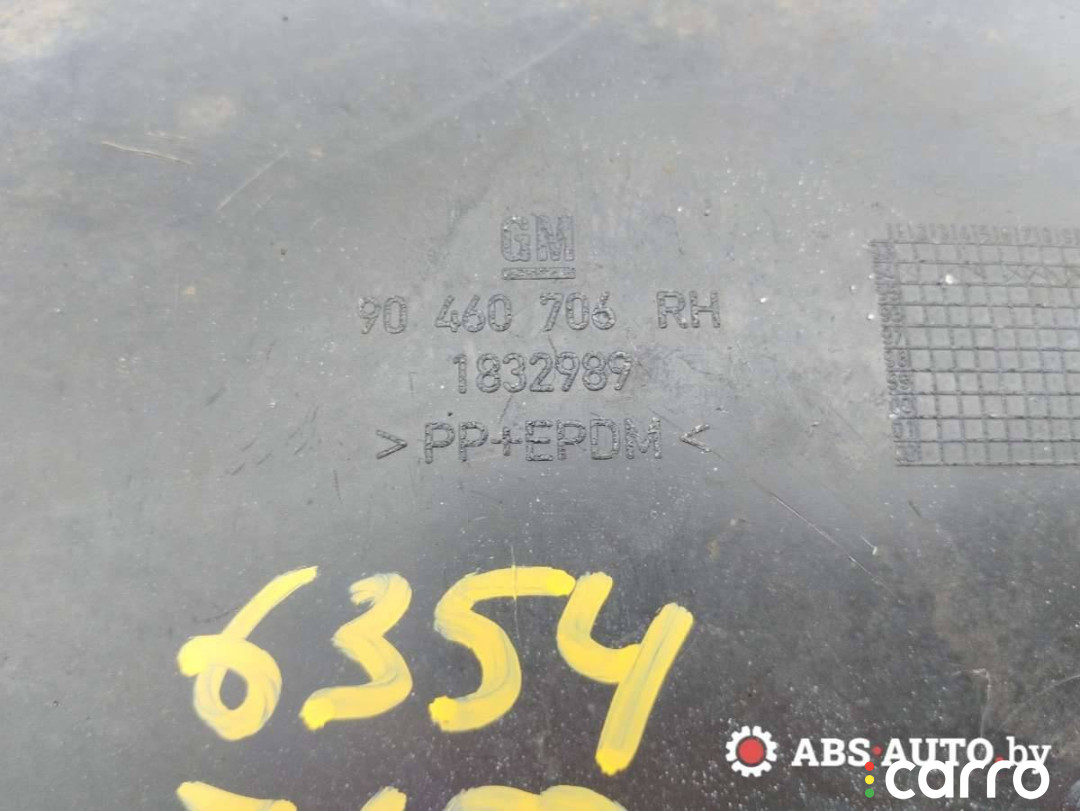 GM
90 460 706 RH
1832989
>PP+EPDM<
6354
ABS-AUTO.by
carro